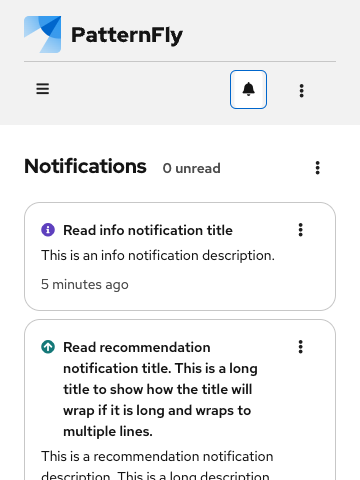 PatternFly
Notifications 0 unread
Read info notification title
This is an info notification description.
5 minutes ago
Read recommendation
notification title. This is a long
title to show how the title will
wrap if it is long and wraps to
multiple lines.
This is a recommendation notification
description. This is a long description